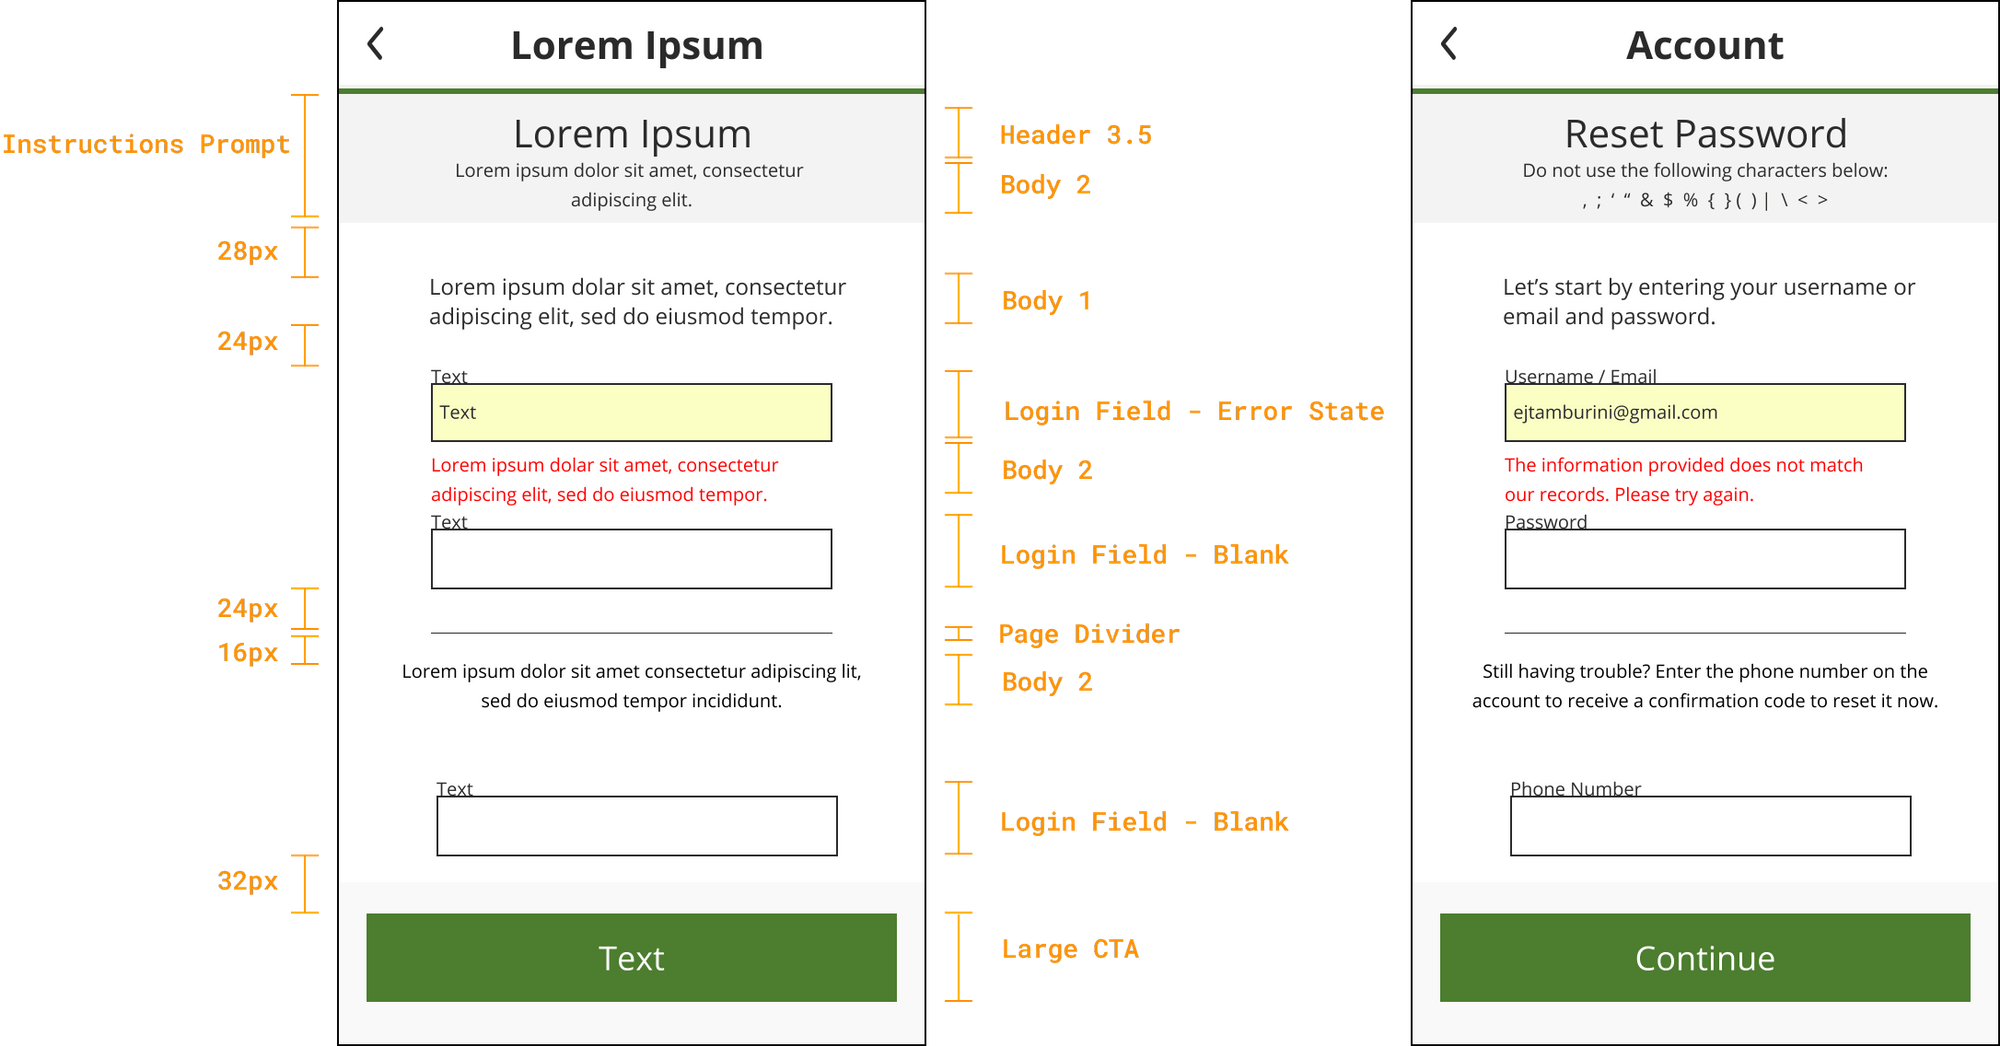 Instructions Prompt
28px
24px
24px
16px
32px
Lorem Ipsum
Lorem Ipsum
Lorem ipsum dolor sit amet, consectetur
adipiscing elit.
Lorem ipsum dolar sit amet, consectetur
adipiscing elit, sed do eiusmod tempor.
Text
Text
Lorem ipsum dolar sit amet, consectetur
adipiscing elit, sed do eiusmod tempor.
Text
Lorem ipsum dolor sit amet consectetur adipiscing lit,
sed do eiusmod tempor incididunt.
Text
Text
Header 3.5
Body 2
Body 1
Login Field - Error State
Body 2
Login Field - Blank
Page Divider
Body 2
Login Field - Blank
Large CTA
Account
Reset Password
Do not use the following characters below:
, ; ‘ “ & $ % { } ( ) | \ < >
Let’s start by entering your username or
email and password.
Username / Email
ejtamburini@gmail.com
The information provided does not match
our records. Please try again.
Password
Still having trouble? Enter the phone number on the
account to receive a confirmation code to reset it now.
Phone Number
Continue